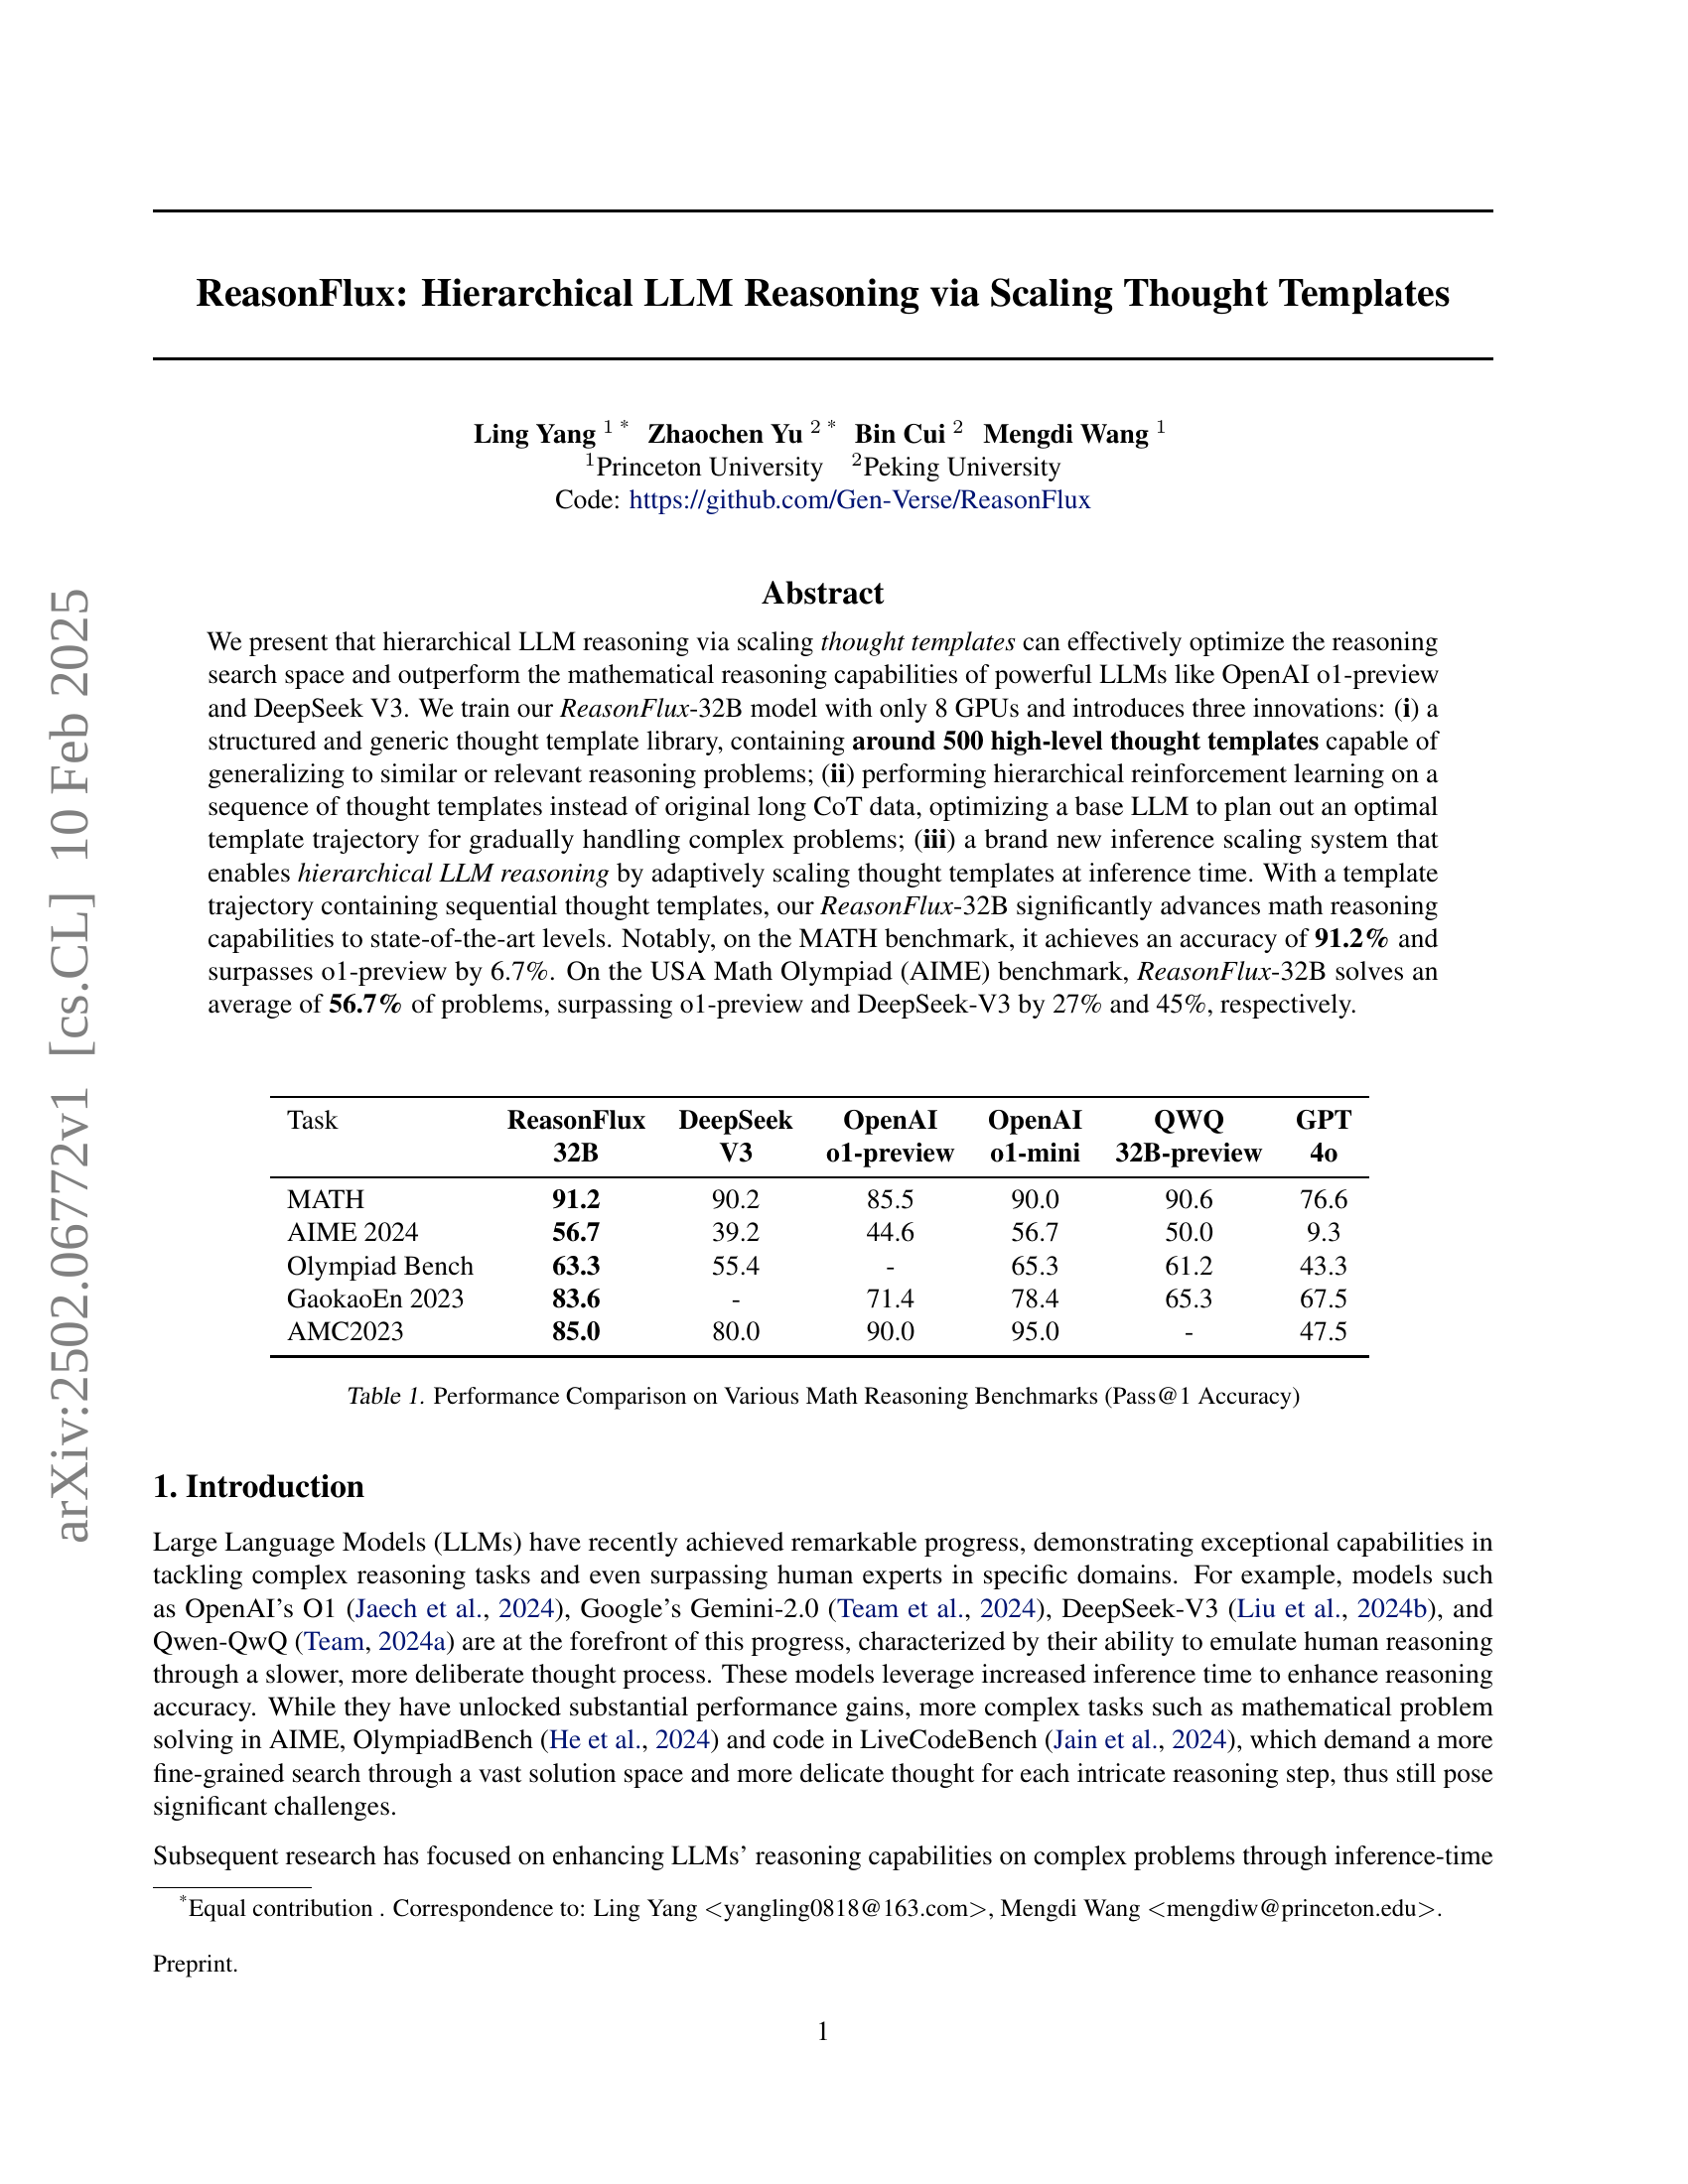 ReasonFlux: Hierarchical LLM Reasoning via Scaling Thought Templates
Ling Yang 1 * Zhaochen Yu 2 * Bin Cui 2 Mengdi Wang 1
1Princeton University 2Peking University
Code: https://github.com/Gen-Verse/ReasonFlux
Abstract
We present that hierarchical LLM reasoning via scaling thought templates can effectively optimize the reasoning
search space and outperform the mathematical reasoning capabilities of powerful LLMs like OpenAI o1-preview
and DeepSeek V3. We train our ReasonFlux-32B model with only 8 GPUs and introduces three innovations: (i) a
structured and generic thought template library, containing around 500 high-level thought templates capable of
generalizing to similar or relevant reasoning problems; (ii) performing hierarchical reinforcement learning on a
sequence of thought templates instead of original long CoT data, optimizing a base LLM to plan out an optimal
template trajectory for gradually handling complex problems; (iii) a brand new inference scaling system that
enables hierarchical LLM reasoning by adaptively scaling thought templates at inference time. With a template
trajectory containing sequential thought templates, our ReasonFlux-32B significantly advances math reasoning
capabilities to state-of-the-art levels. Notably, on the MATH benchmark, it achieves an accuracy of 91.2% and
surpasses o1-preview by 6.7%. On the USA Math Olympiad (AIME) benchmark, ReasonFlux-32B solves an
average of 56.7% of problems, surpassing o1-preview and DeepSeek-V3 by 27% and 45%, respectively.
Task ReasonFlux DeepSeek OpenAI OpenAI QWQ GPT
32B V3 o1-preview o1-mini 32B-preview 4o
MATH 91.2 90.2 85.5 90.0 90.6 76.6
AIME 2024 56.7 39.2 44.6 56.7 50.0 9.3
Olympiad Bench 63.3 55.4 - 65.3 61.2 43.3
GaokaoEn 2023 83.6 - 71.4 78.4 65.3 67.5
AMC2023 85.0 80.0 90.0 95.0 - 47.5
Table 1. Performance Comparison on Various Math Reasoning Benchmarks (Pass@1 Accuracy)
1. Introduction
Large Language Models (LLMs) have recently achieved remarkable progress, demonstrating exceptional capabilities in
tackling complex reasoning tasks and even surpassing human experts in specific domains. For example, models such
as OpenAI's O1 (Jaech et al., 2024), Google's Gemini-2.0 (Team et al., 2024), DeepSeek-V3 (Liu et al., 2024b), and
Qwen-QwQ (Team, 2024a) are at the forefront of this progress, characterized by their ability to emulate human reasoning
through a slower, more deliberate thought process. These models leverage increased inference time to enhance reasoning
accuracy. While they have unlocked substantial performance gains, more complex tasks such as mathematical problem
solving in AIME, OlympiadBench (He et al., 2024) and code in LiveCodeBench (Jain et al., 2024), which demand a more
fine-grained search through a vast solution space and more delicate thought for each intricate reasoning step, thus still pose
significant challenges.
Subsequent research has focused on enhancing LLMs' reasoning capabilities on complex problems through inference-time
*Equal contribution . Correspondence to: Ling Yang <yangling0818@163.com>, Mengdi Wang <mengdiw@princeton.edu>.
Preprint.
1
arXiv:2502.06772v1 [cs.CL] 10 Feb 2025